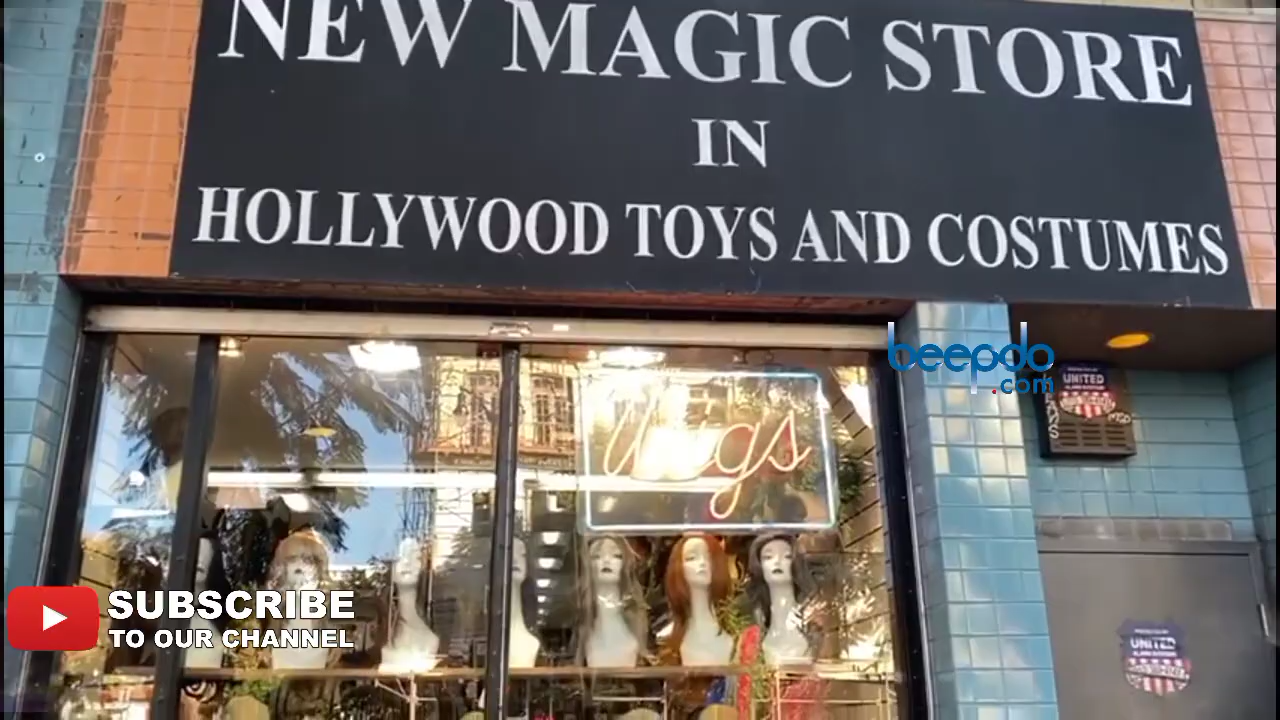 NEW MAGIC STORE
IN
HOLLYWOOD TOYS AND COSTUMES
beepdo
.com
UNITED
Wigs
SUBSCRIBE
TO OUR CHANNEL
UNITED